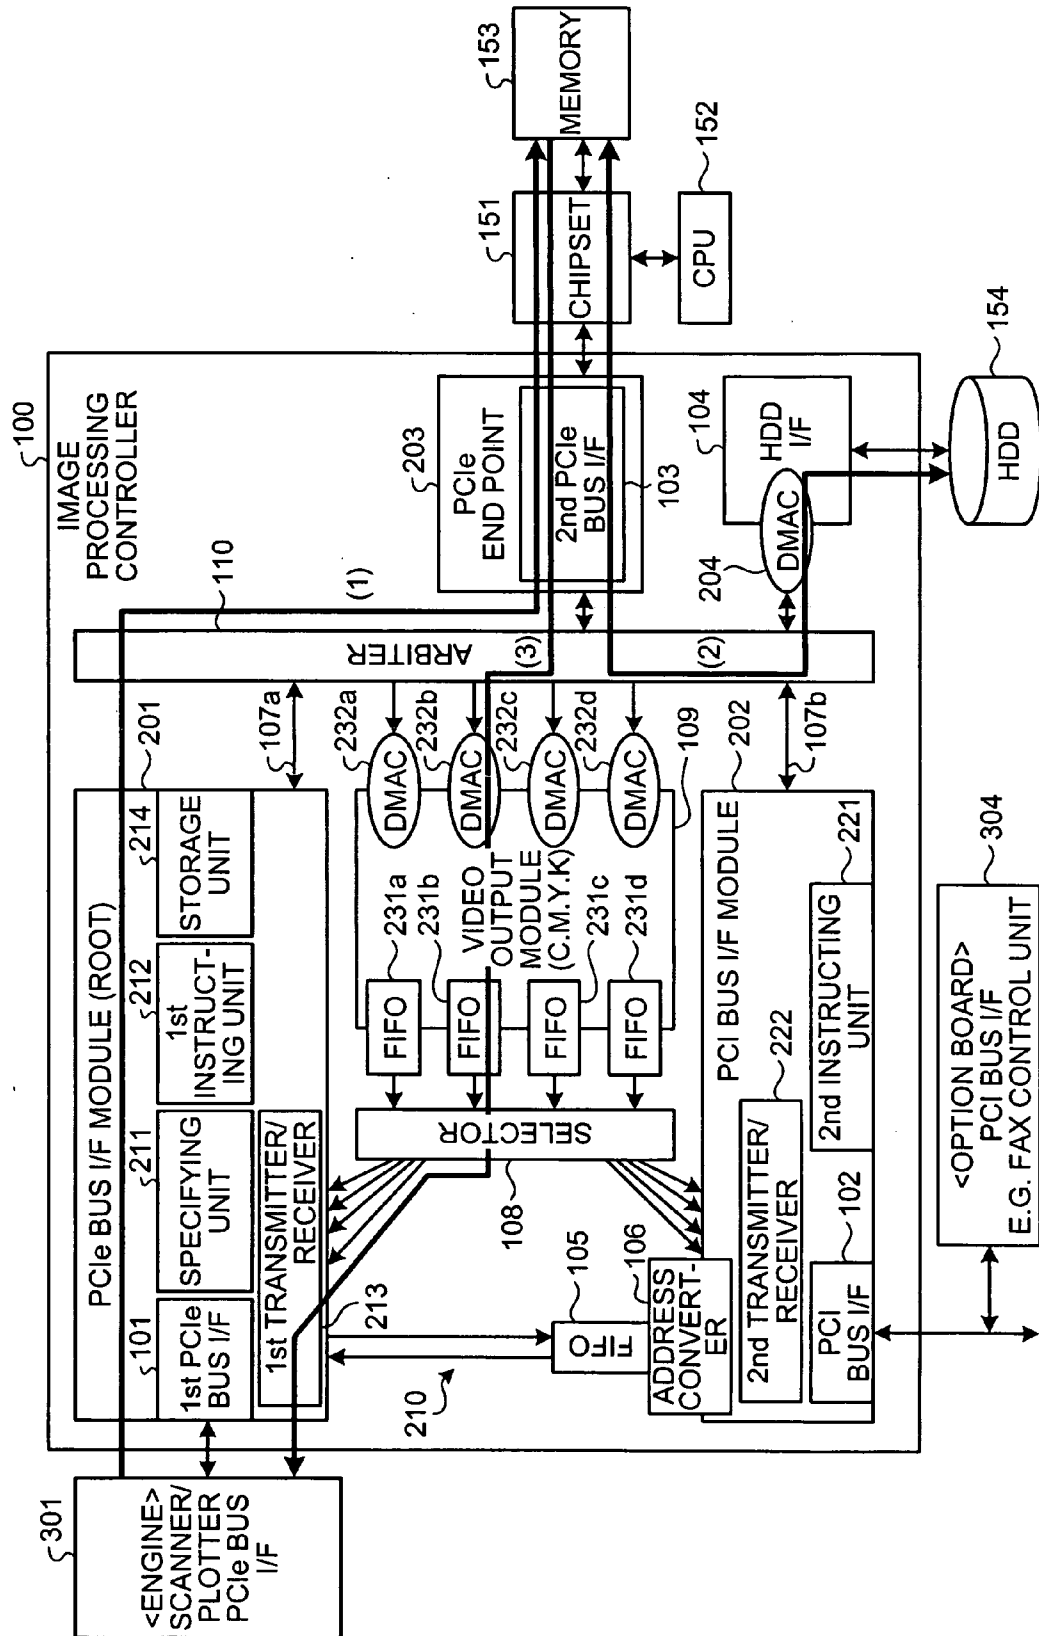 100
IMAGE
PROCESSING
CONTROLLER
301
<ENGINE>
SCANNER/
PLOTTER
PCIe BUS
I/F
PCIe BUS I/F MODULE (ROOT)
201
101
1st PCIe
BUS I/F
211
SPECIFYING
UNIT
212
1st
INSTRUCT-
ING UNIT
214
STORAGE
UNIT
1st TRANSMITTER/
RECEIVER
213
107a
110
ARBITER
(1)
(3)
(2)
203
PCIe
END POINT
2nd PCIe
BUS I/F
103
151
CHIPSET
153
MEMORY
CPU
152
232a
DMAC
232b
DMAC
232c
DMAC
232d
DMAC
109
VIDEO
OUTPUT
MODULE
(C.M.Y.K)
231a
FIFO
231b
FIFO
231c
FIFO
231d
FIFO
SELECTOR
108
210
105
FIFO
106
ADDRESS
CONVERT-
ER
107b
202
PCI BUS I/F MODULE
222
2nd TRANSMITTER/
RECEIVER
221
2nd INSTRUCTING
UNIT
102
PCI
BUS I/F
104
HDD
I/F
204
DMAC
154
HDD
304
<OPTION BOARD>
PCI BUS I/F
E.G. FAX CONTROL UNIT